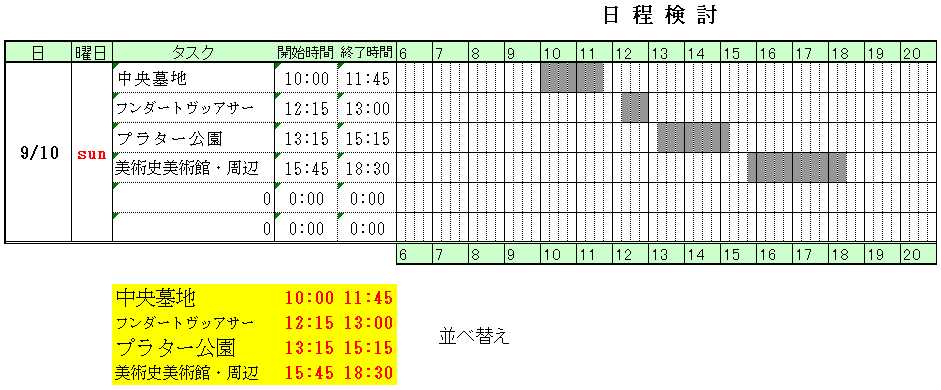 日 程 検 討
日 曜日 タスク 開始時間 終了時間 6 7 8 9 10 11 12 13 14 15 16 17 18 19 20
中央墓地 10:00 11:45
フンダートヴッアサー 12:15 13:00
プラター公園 13:15 15:15
9/10 sun
美術史美術館・周辺 15:45 18:30
0 0:00 0:00
0 0:00 0:00
6 7 8 9 10 11 12 13 14 15 16 17 18 19 20
中央墓地 10:00 11:45
フンダートヴッアサー 12:15 13:00
プラター公園 13:15 15:15
美術史美術館・周辺 15:45 18:30
並べ替え